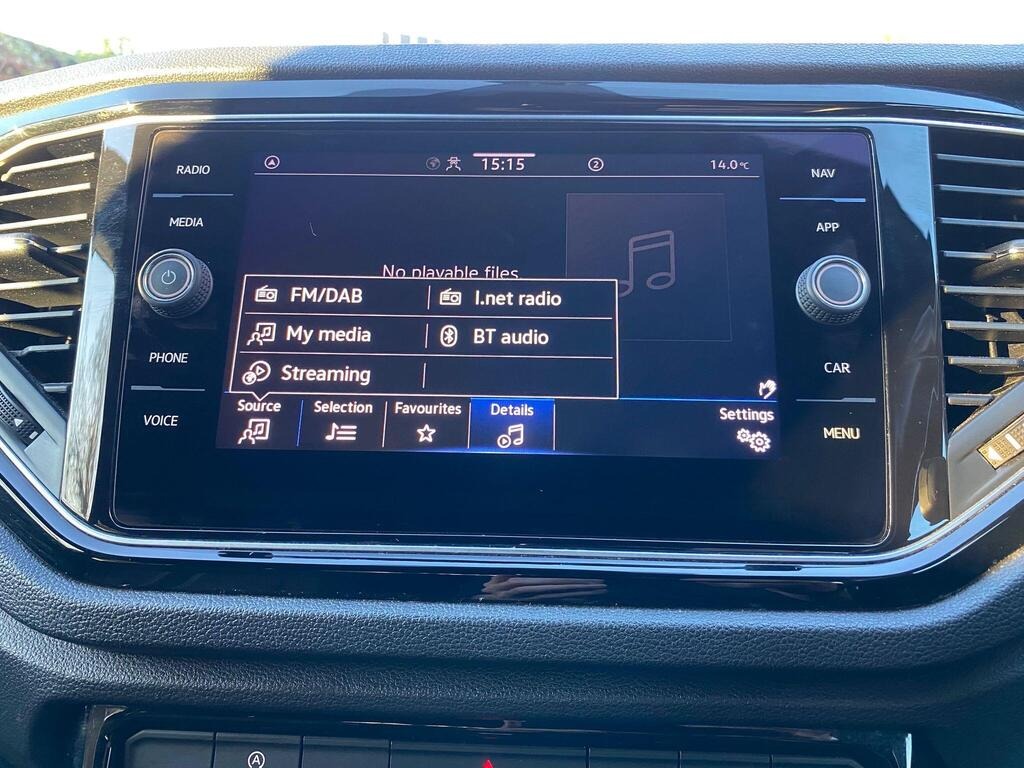 RADIO
MEDIA
PHONE
VOICE
15:15
2
14.0°C
No playable files.
FM/DAB
I.net radio
My media
BT audio
Streaming
Source
Selection
Favourites
Details
Settings
NAV
APP
CAR
MENU
A